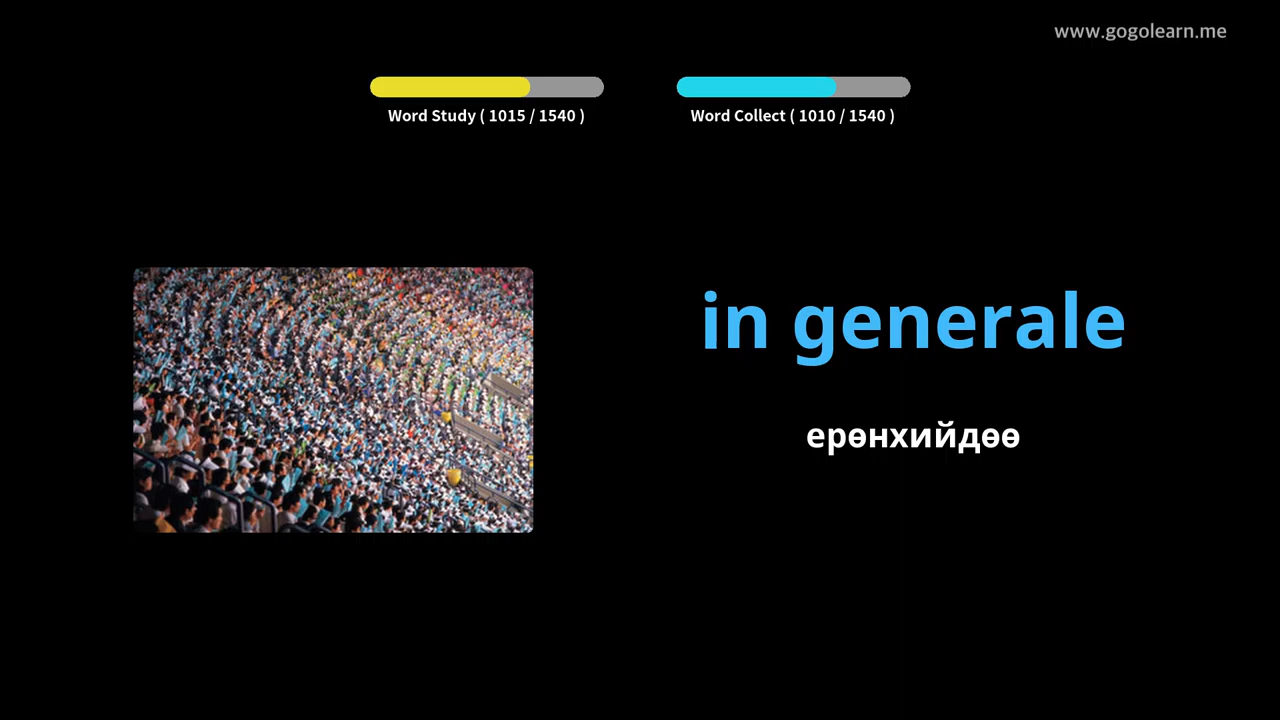 www.gogolearn.me
Word Study ( 1015 / 1540 )
Word Collect ( 1010 / 1540 )
in generale
ерөнхийдөө